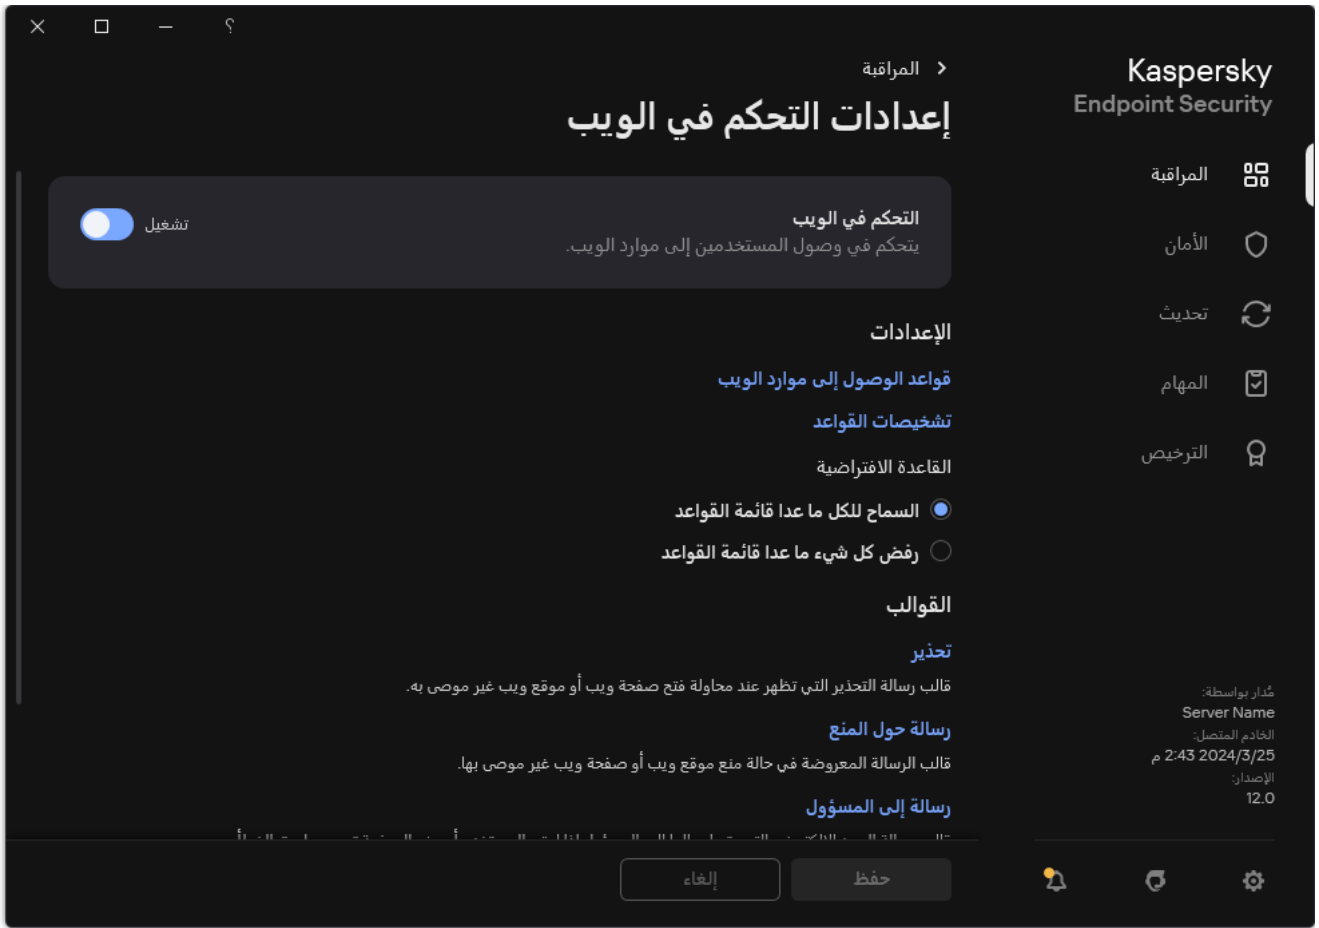 ؟
Kaspersky
Endpoint Security
المراقبة
الأمان
تحديث
المهام
الترخيص
مُدار بواسطة:
Server Name
الخادم المتصل:
2024/3/25 2:43 م
الإصدار:
12.0
المراقبة
إعدادات التحكم في الويب
التحكم في الويب
يتحكم في وصول المستخدمين إلى موارد الويب.
تشغيل
الإعدادات
قواعد الوصول إلى موارد الويب
تشخيصات القواعد
القاعدة الافتراضية
السماح للكل ما عدا قائمة القواعد
رفض كل شيء ما عدا قائمة القواعد
القوالب
تحذير
قالب رسالة التحذير التي تظهر عند محاولة فتح صفحة ويب أو موقع ويب غير موصى به.
رسالة حول المنع
قالب الرسالة المعروضة في حالة منع موقع ويب أو صفحة ويب غير موصى بها.
رسالة إلى المسؤول
حفظ
إلغاء